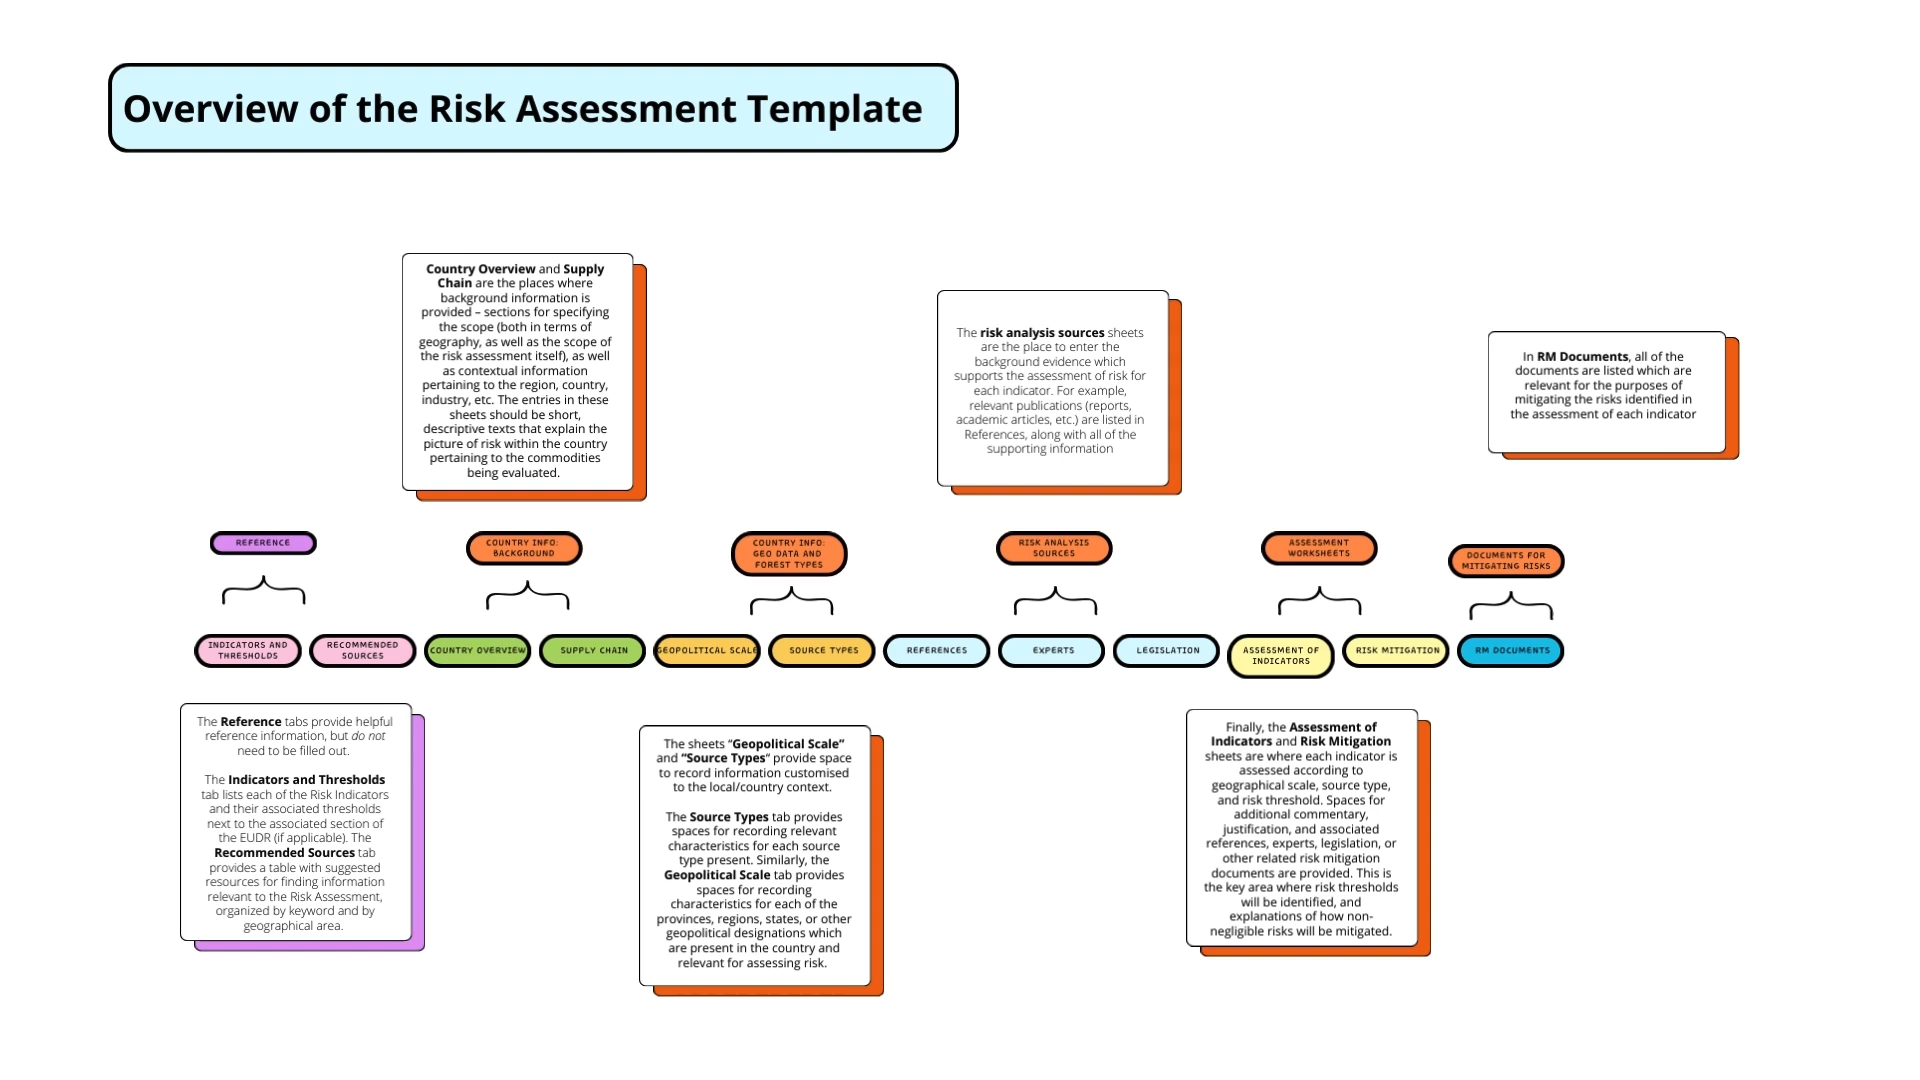 Overview of the Risk Assessment Template
Country Overview and Supply
Chain are the places where
background information is
provided – sections for specifying
the scope (both in terms of
geography, as well as the scope of
the risk assessment itself), as well
as contextual information
pertaining to the region, country,
industry, etc. The entries in these
sheets should be short,
descriptive texts that explain the
picture of risk within the country
pertaining to the commodities
being evaluated.
The risk analysis sources sheets
are the place to enter the
background evidence which
supports the assessment of risk for
each indicator. For example,
relevant publications (reports,
academic articles, etc.) are listed in
References, along with all of the
supporting information
In RM Documents, all of the
documents are listed which are
relevant for the purposes of
mitigating the risks identified in
the assessment of each indicator
REFERENCE
COUNTRY INFO:
BACKGROUND
COUNTRY INFO:
GEO DATA AND
FOREST TYPES
RISK ANALYSIS
SOURCES
ASSESSMENT
WORKSHEETS
DOCUMENTS FOR
MITIGATING RISKS
INDICATORS AND
THRESHOLDS
RECOMMENDED
SOURCES
COUNTRY OVERVIEW
SUPPLY CHAIN
GEOPOLITICAL SCALE
SOURCE TYPES
REFERENCES
EXPERTS
LEGISLATION
ASSESSMENT OF
INDICATORS
RISK MITIGATION
RM DOCUMENTS
The Reference tabs provide helpful
reference information, but do not
need to be filled out.
The Indicators and Thresholds
tab lists each of the Risk Indicators
and their associated thresholds
next to the associated section of
the EUDR (if applicable). The
Recommended Sources tab
provides a table with suggested
resources for finding information
relevant to the Risk Assessment,
organized by keyword and by
geographical area.
The sheets “Geopolitical Scale”
and “Source Types“ provide space
to record information customised
to the local/country context.
The Source Types tab provides
spaces for recording relevant
characteristics for each source
type present. Similarly, the
Geopolitical Scale tab provides
spaces for recording
characteristics for each of the
provinces, regions, states, or other
geopolitical designations which
are present in the country and
relevant for assessing risk.
Finally, the Assessment of
Indicators and Risk Mitigation
sheets are where each indicator is
assessed according to
geographical scale, source type,
and risk threshold. Spaces for
additional commentary,
justification, and associated
references, experts, legislation, or
other related risk mitigation
documents are provided. This is
the key area where risk thresholds
will be identified, and
explanations of how non-
negligible risks will be mitigated.